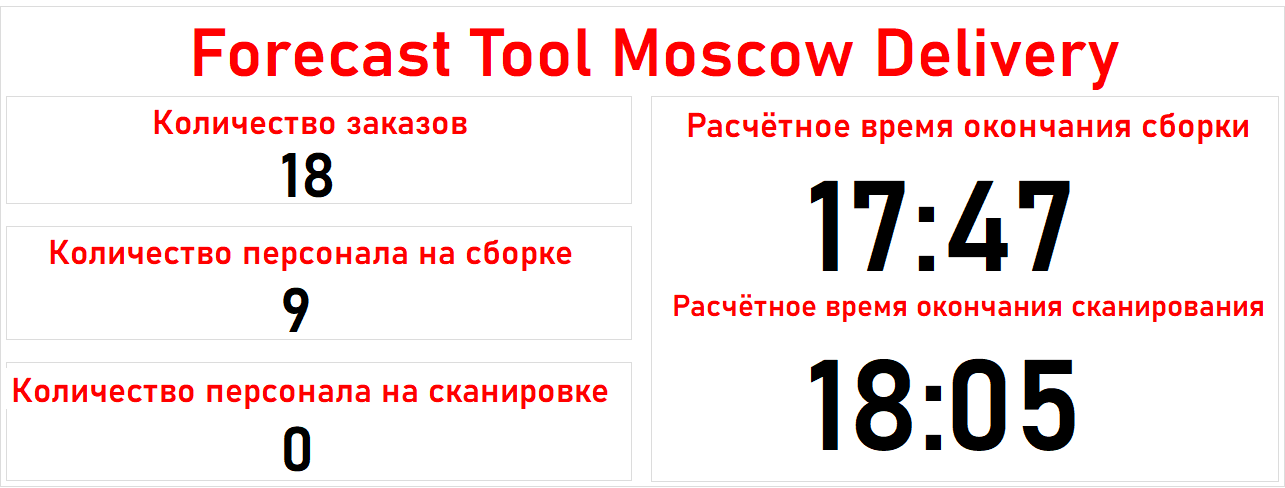 Forecast Tool Moscow Delivery
Количество заказов
18
Количество персонала на сборке
9
Количество персонала на сканировке
0
Расчётное время окончания сборки
17:47
Расчётное время окончания сканирования
18:05